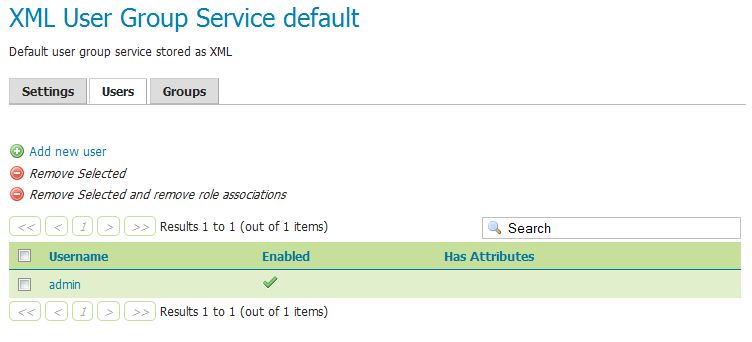 XML User Group Service default
Default user group service stored as XML
Settings Users Groups
Add new user
Remove Selected
Remove Selected and remove role associations
<< < 1 > >> Results 1 to 1 (out of 1 items) Search
Username Enabled Has Attributes
admin
<< < 1 > >> Results 1 to 1 (out of 1 items)